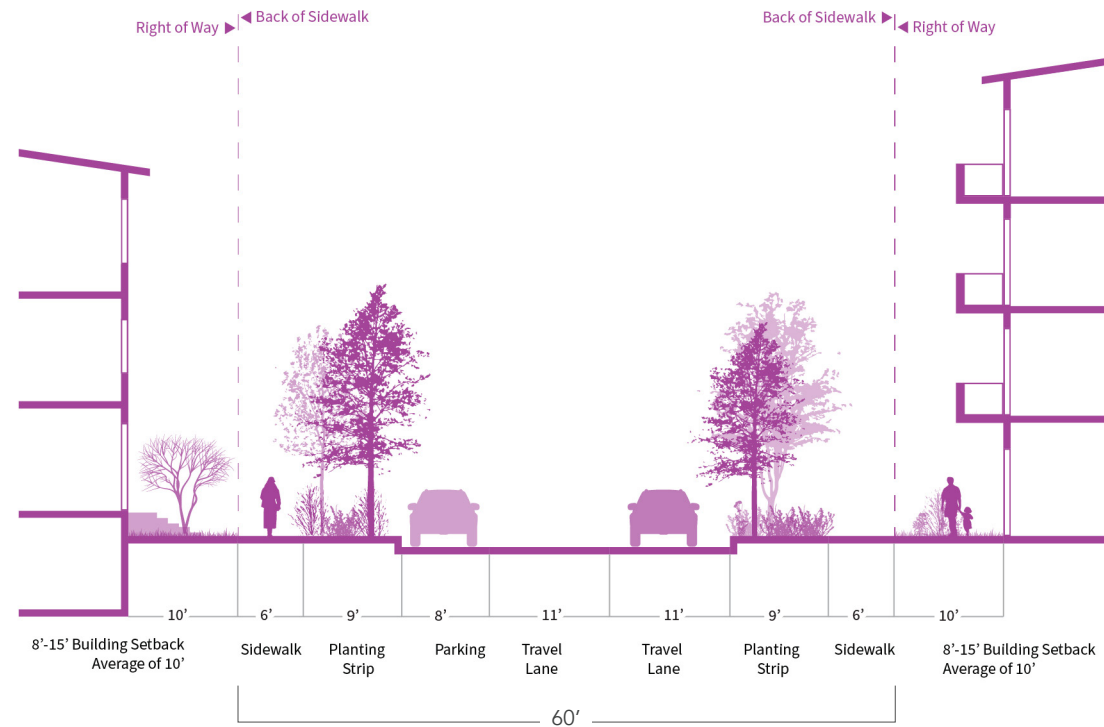 Back of Sidewalk
Right of Way
Back of Sidewalk
Right of Way
10’
6’
9’
8’
11’
11’
9’
6’
10’
8’-15’ Building Setback
Average of 10’
Sidewalk
Planting
Strip
Parking
Travel
Lane
Travel
Lane
Planting
Strip
Sidewalk
8’-15’ Building Setback
Average of 10’
60’